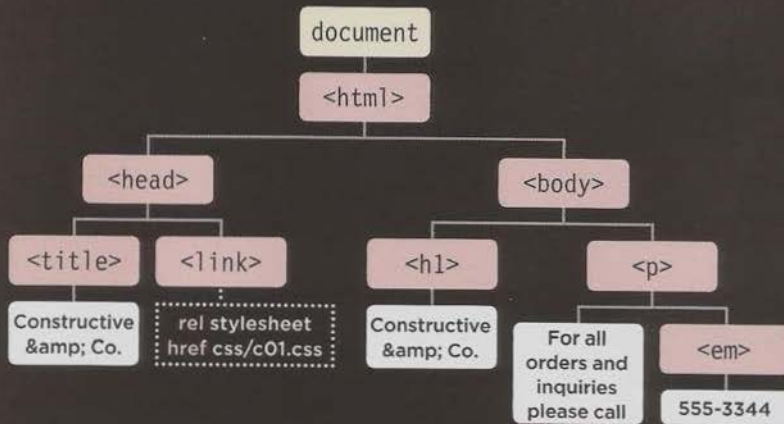 document
<html>
<head>
<body>
<title>
<link>
<h1>
<p>
Constructive
&amp; Co.
rel stylesheet
href css/c01.css
Constructive
&amp; Co.
For all
orders and
inquiries
please call
<em>
555-3344